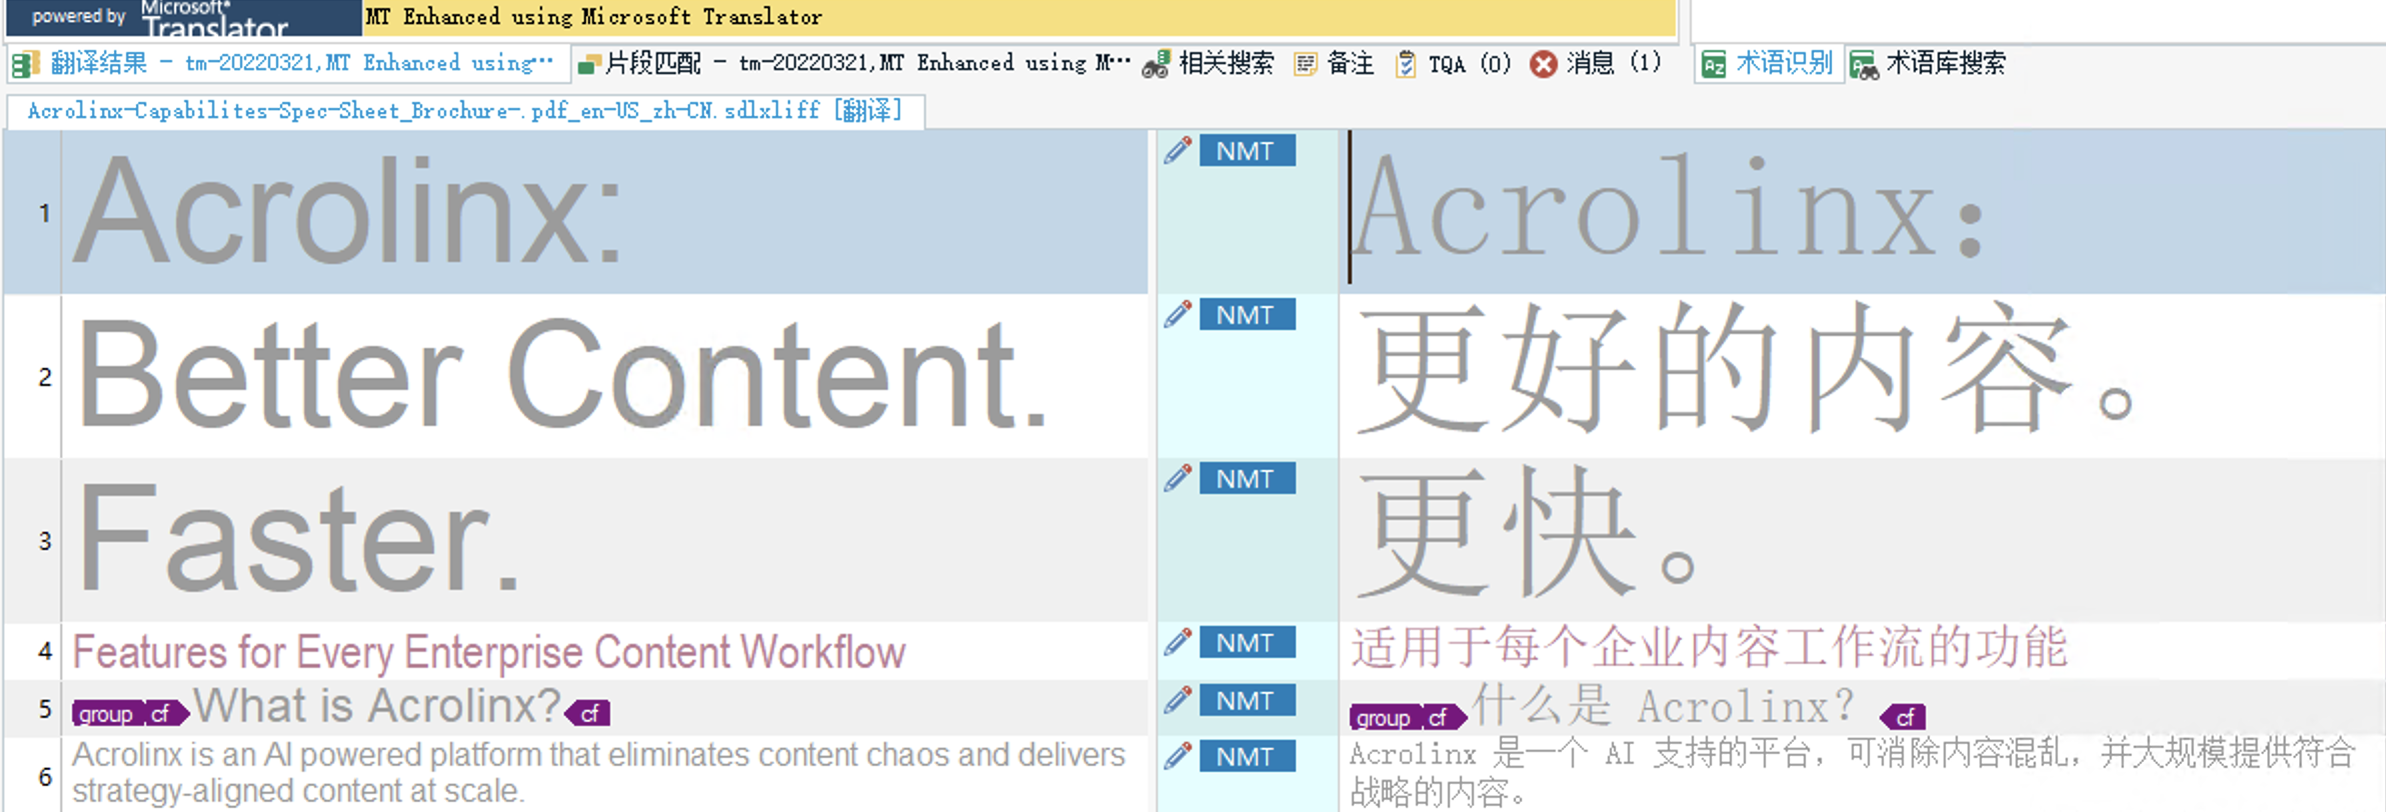 powered by Microsoft® Translator MT Enhanced using Microsoft Translator
翻译结果 - tm-20220321,MT Enhanced using… 片段匹配 - tm-20220321,MT Enhanced using M… 相关搜索 备注 TQA (0) 消息 (1) 术语识别 术语库搜索
Acrolinx-Capabilites-Spec-Sheet_Brochure-.pdf_en-US_zh-CN.sdlxliff [翻译]
1 Acrolinx: NMT Acrolinx：
2 Better Content. NMT 更好的内容。
3 Faster. NMT 更快。
4 Features for Every Enterprise Content Workflow NMT 适用于每个企业内容工作流的功能
5 group cf What is Acrolinx? cf NMT group cf 什么是 Acrolinx？ cf
6 Acrolinx is an AI powered platform that eliminates content chaos and delivers
strategy-aligned content at scale.
NMT
Acrolinx 是一个 AI 支持的平台，可消除内容混乱，并大规模提供符合
战略的内容。